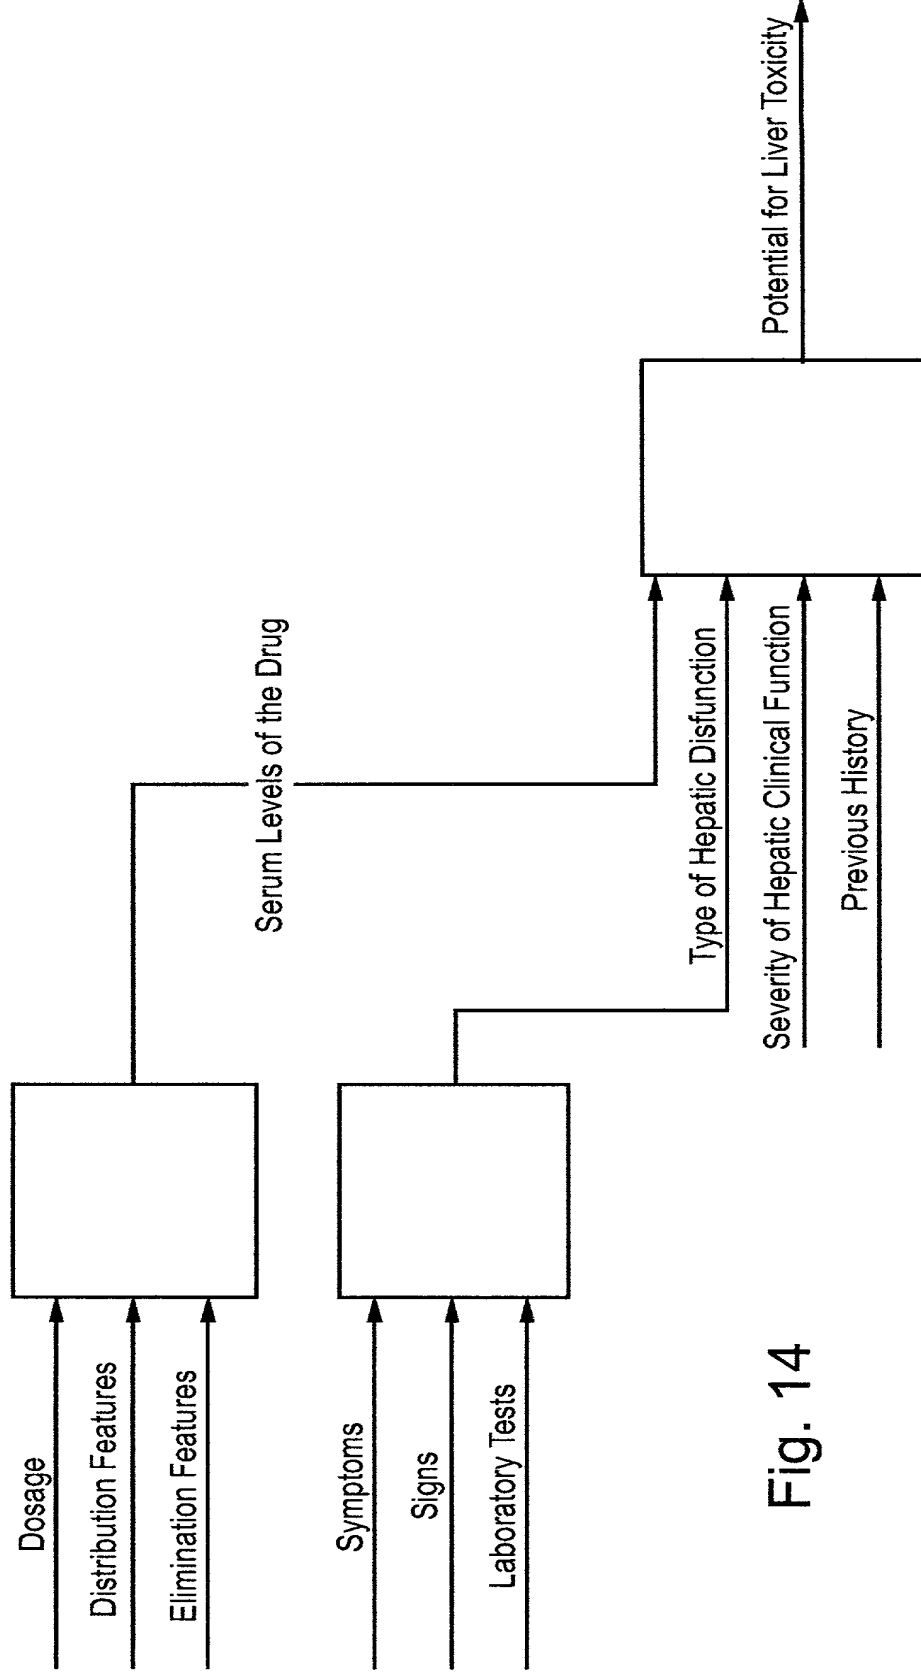 Dosage
Distribution Features
Elimination Features
Symptoms
Signs
Laboratory Tests
Serum Levels of the Drug
Type of Hepatic Disfunction
Severity of Hepatic Clinical Function
Previous History
Potential for Liver Toxicity
Fig. 14